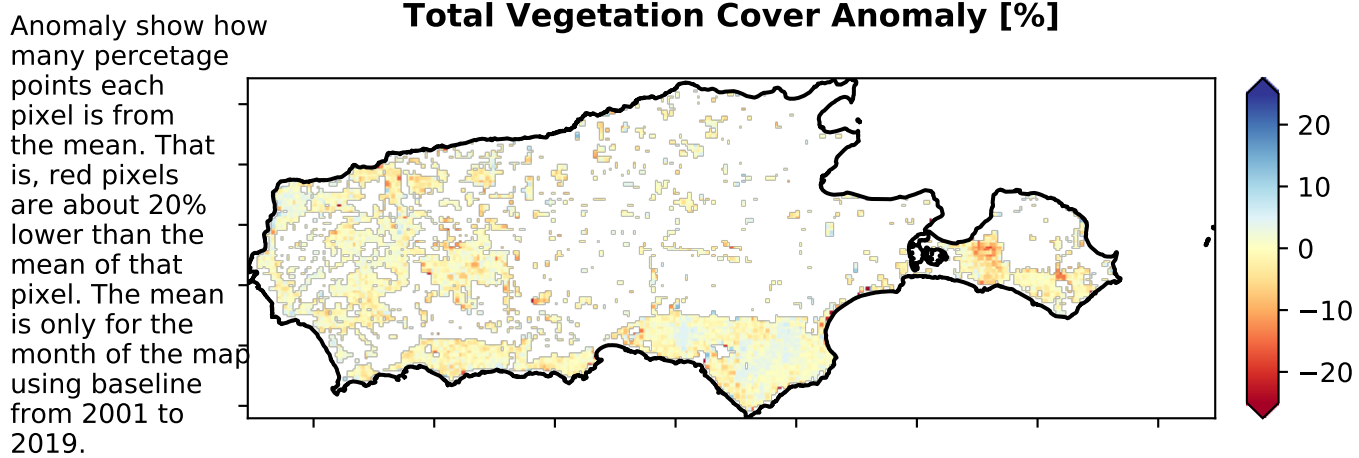 Total Vegetation Cover Anomaly [%]
Anomaly show how
many percetage
points each
pixel is from
the mean. That
is, red pixels
are about 20%
lower than the
mean of that
pixel. The mean
is only for the
month of the map
using baseline
from 2001 to
2019.
20
10
0
−10
−20